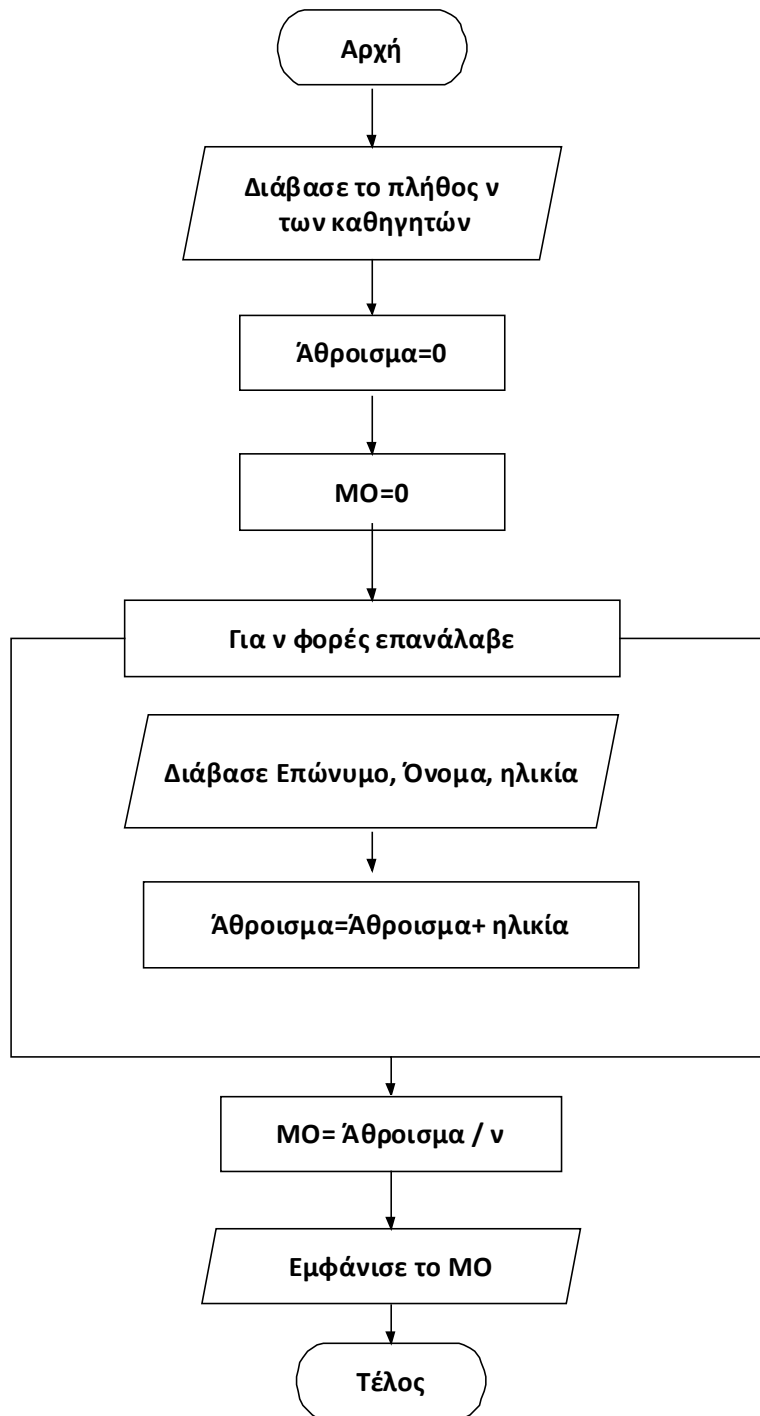 Αρχή
Διάβασε το πλήθος ν
των καθηγητών
Άθροισμα=0
ΜΟ=0
Για ν φορές επανάλαβε
Διάβασε Επώνυμο, Όνομα, ηλικία
Άθροισμα=Άθροισμα+ ηλικία
ΜΟ= Άθροισμα / ν
Εμφάνισε το ΜΟ
Τέλος